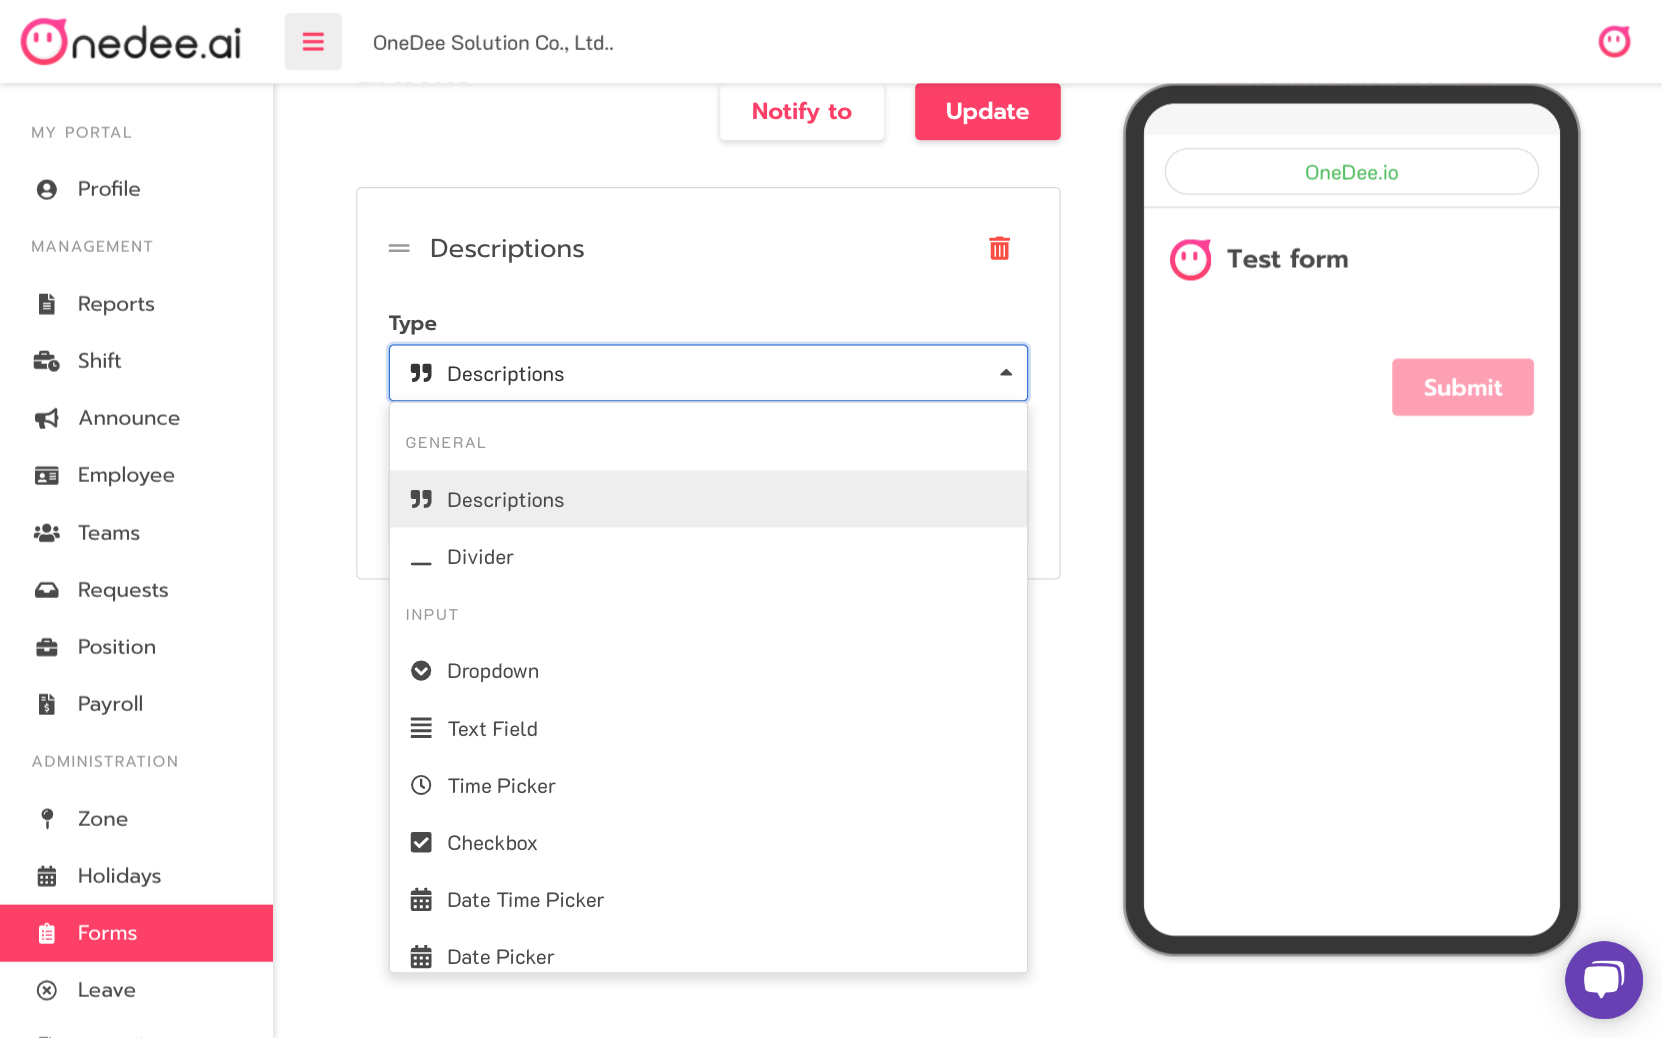 Onedee.ai
OneDee Solution Co., Ltd..
MY PORTAL
Profile
MANAGEMENT
Reports
Shift
Announce
Employee
Teams
Requests
Position
Payroll
ADMINISTRATION
Zone
Holidays
Forms
Leave
Notify to
Update
Descriptions
Type
Descriptions
GENERAL
Descriptions
Divider
INPUT
Dropdown
Text Field
Time Picker
Checkbox
Date Time Picker
Date Picker
OneDee.io
Test form
Submit